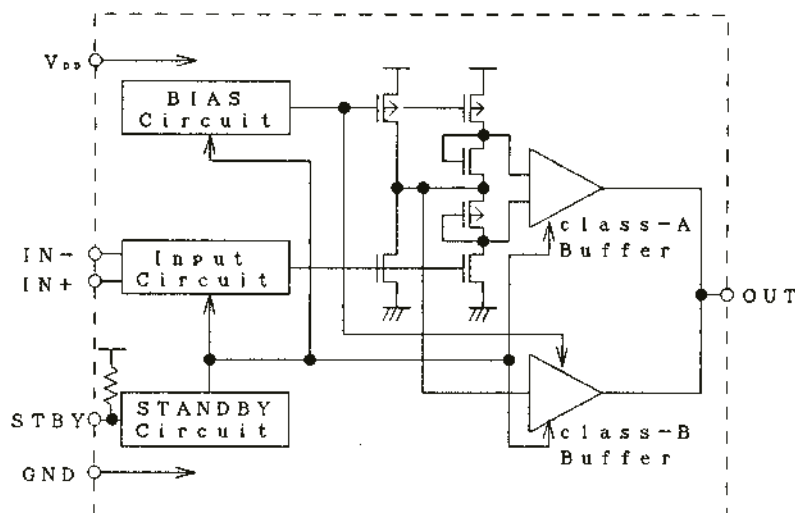 VDD
BIAS
Circuit
IN-
IN+
Input
Circuit
class-A
Buffer
OUT
STBY
STANDBY
Circuit
class-B
Buffer
GND